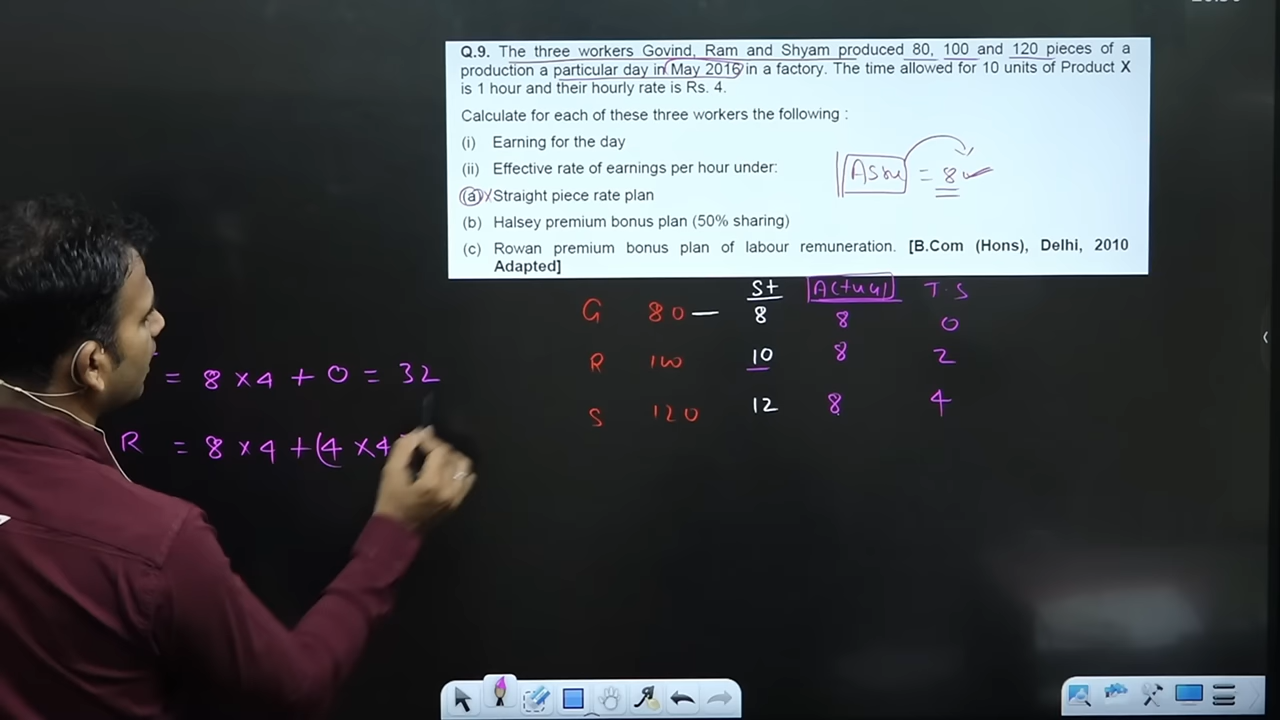 Q.9. The three workers Govind, Ram and Shyam produced 80, 100 and 120 pieces of a
production a particular day in May 2016 in a factory. The time allowed for 10 units of Product X
is 1 hour and their hourly rate is Rs. 4.
Calculate for each of these three workers the following :
(i) Earning for the day
(ii) Effective rate of earnings per hour under:
(a) Straight piece rate plan
(b) Halsey premium bonus plan (50% sharing)
(c) Rowan premium bonus plan of labour remuneration. [B.Com (Hons), Delhi, 2010
Adapted]
= 8
St Actual T.S
G 80 — 8 8 0
R 100 10 8 2
S 120 12 8 4
= 8 × 4 + 0 = 32
R = 8 × 4 + (4 × 4